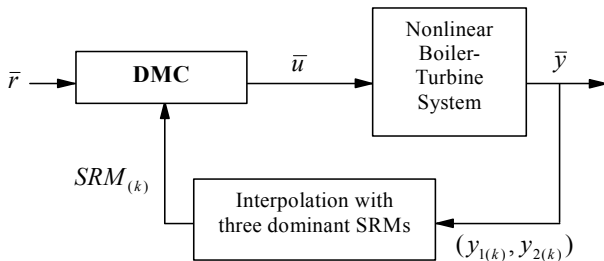 r̅
DMC
u̅
Nonlinear
Boiler-
Turbine
System
y̅
SRM₍ₖ₎
Interpolation with
three dominant SRMs
(y₁₍ₖ₎, y₂₍ₖ₎)